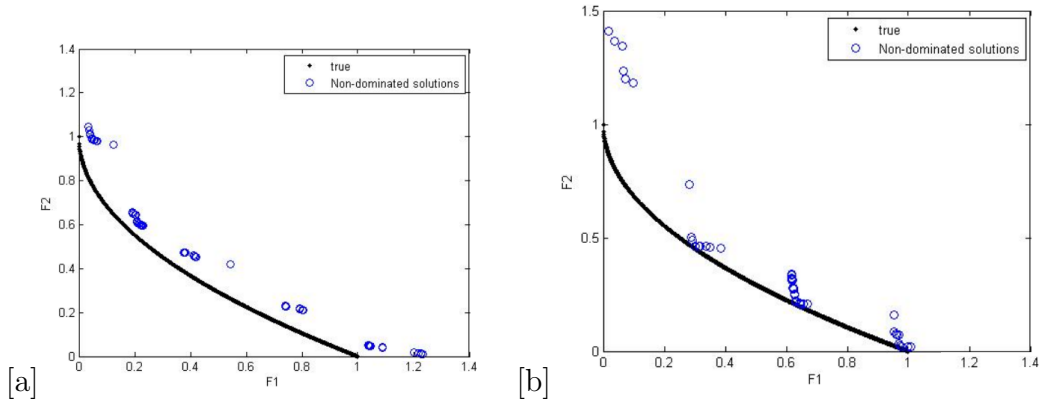 true
Non-dominated solutions
1.4
1.2
1
0.8
0.6
0.4
0.2
0
F2
0 0.2 0.4 0.6 0.8 1 1.2 1.4
F1
[a]
true
Non-dominated solutions
1.5
1
0.5
0
F2
0 0.2 0.4 0.6 0.8 1 1.2 1.4
F1
[b]